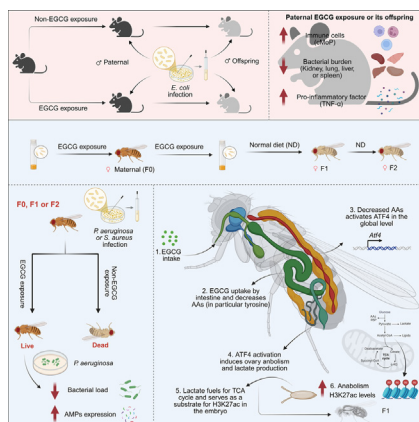 Non-EGCG exposure
♂ Paternal
♂ Offspring
E. coli
infection
EGCG exposure
Paternal EGCG exposure or its offspring
Immune cells
(cMoP)
Bacterial burden
(Kidney, lung, liver,
or spleen)
Pro-inflammatory factor
(TNF-α)
EGCG exposure
EGCG exposure
Normal diet (ND)
ND
♀ Maternal (F0)
♀ F1
♀ F2
F0, F1 or F2
P. aeruginosa
or S. aureus
infection
EGCG exposure
Non-EGCG
exposure
Live
Dead
P. aeruginosa
Bacterial load
AMPs expression
1.EGCG
intake
2. EGCG uptake by
intestine and decreases
AAs (in particular tyrosine)
3. Decreased AAs
activates ATF4 in
the global level
Atf4
4. ATF4 activation
induces ovary anbolism
and lactate production
5. Lactate fuels for TCA
cycle and serves as a
substrate for H3K27ac in
the embryo
6. Anabolism
H3K27ac levels
F1